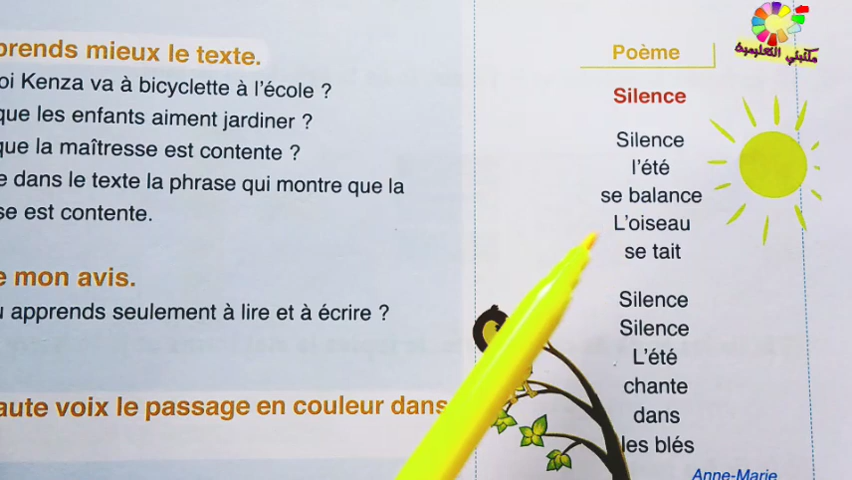 prends mieux le texte.
oi Kenza va à bicyclette à l'école ?
que les enfants aiment jardiner ?
que la maîtresse est contente ?
e dans le texte la phrase qui montre que la
se est contente.
e mon avis.
u apprends seulement à lire et à écrire ?
aute voix le passage en couleur dans
مكتبتي التعليمية
Poème
Silence
Silence
l'été
se balance
L'oiseau
se tait
Silence
Silence
L'été
chante
dans
les blés
Anne-Marie